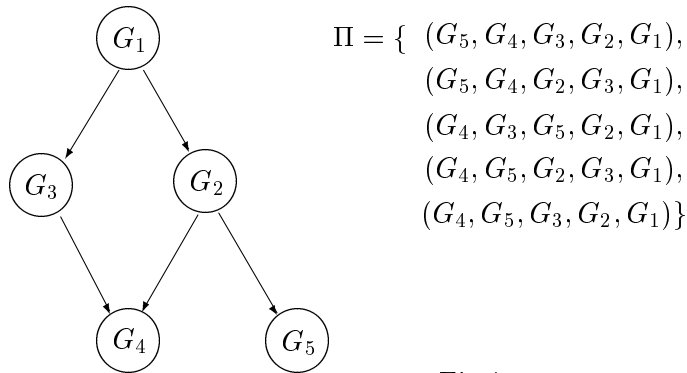 G1
Π = { (G5, G4, G3, G2, G1),
(G5, G4, G2, G3, G1),
(G4, G3, G5, G2, G1),
(G4, G5, G2, G3, G1),
(G4, G5, G3, G2, G1)}
G3
G2
G4
G5